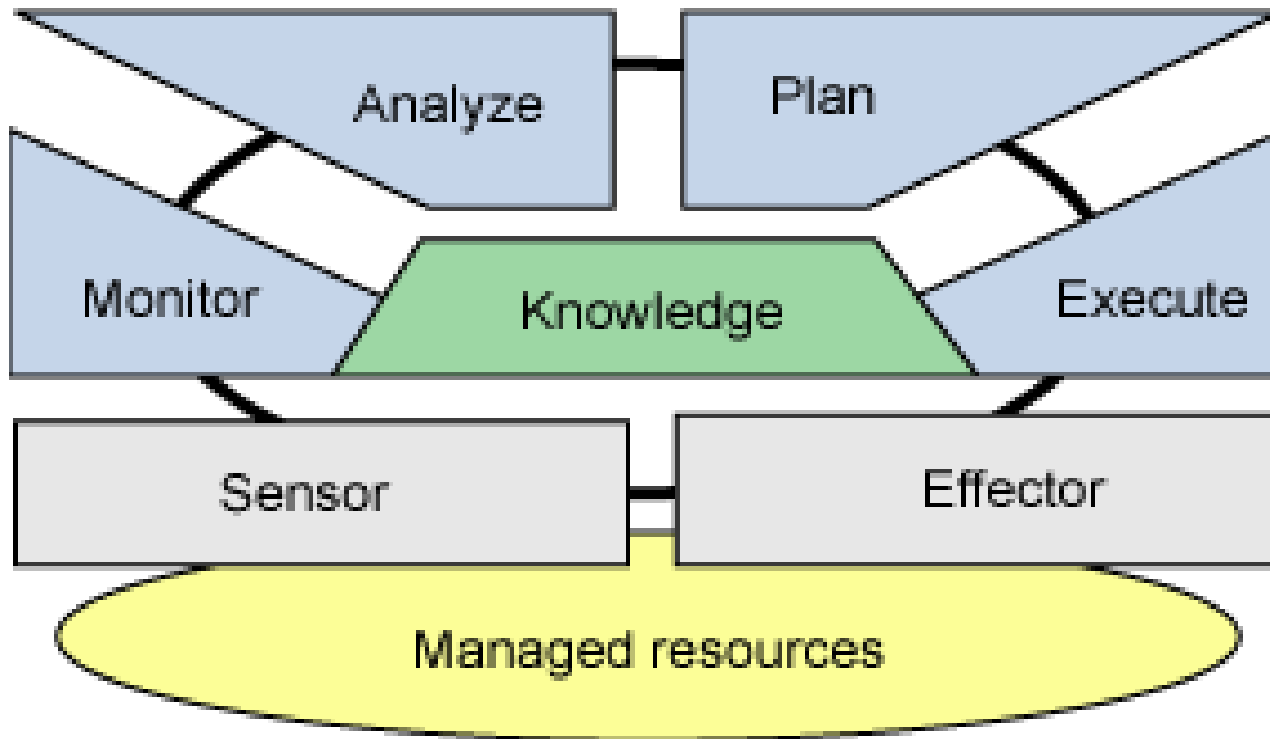 Analyze
Plan
Monitor
Knowledge
Execute
Sensor
Effector
Managed resources